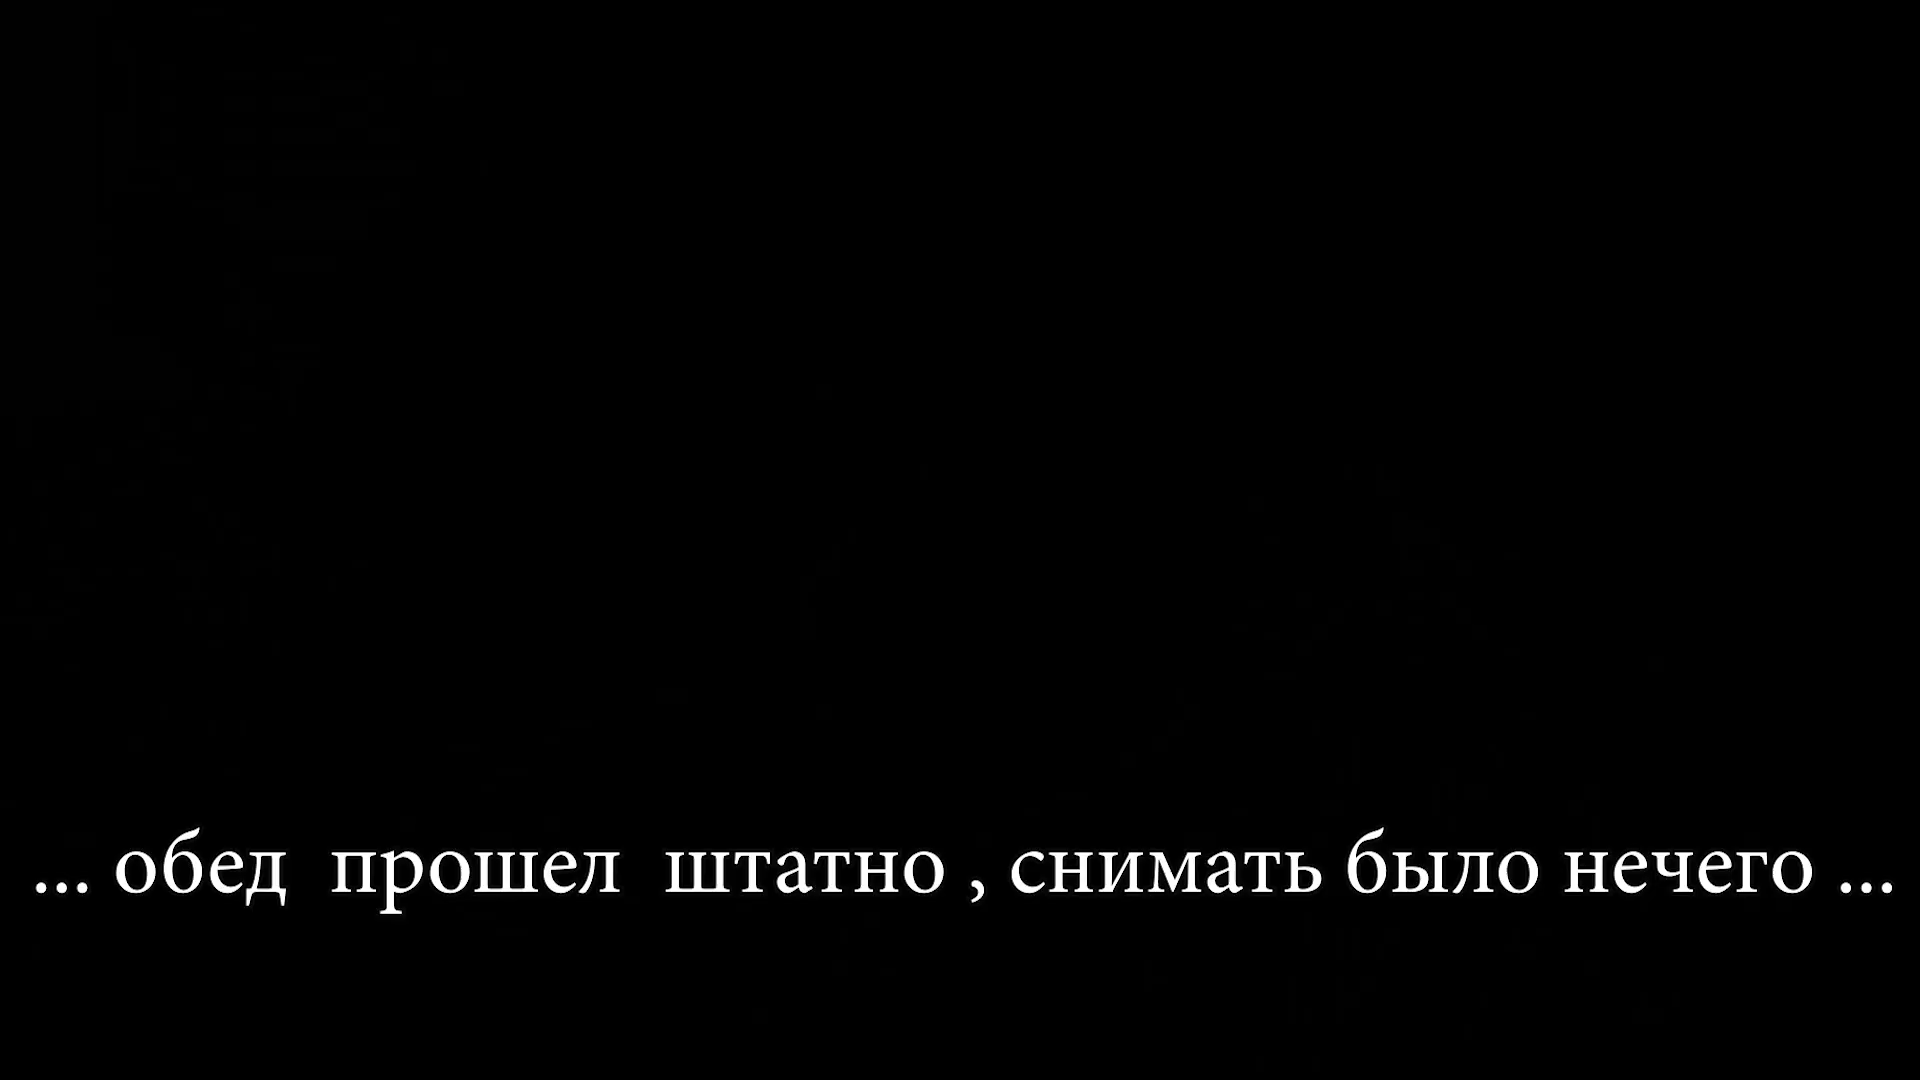 ... обед прошел штатно , снимать было нечего ...